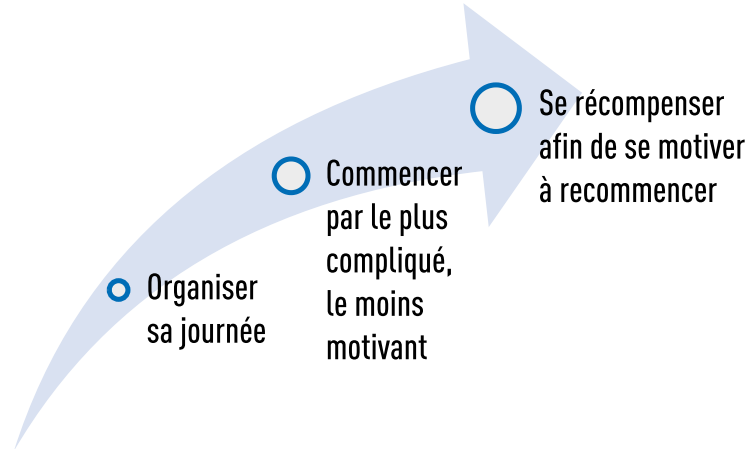 Organiser
sa journée
Commencer
par le plus
compliqué,
le moins
motivant
Se récompenser
afin de se motiver
à recommencer